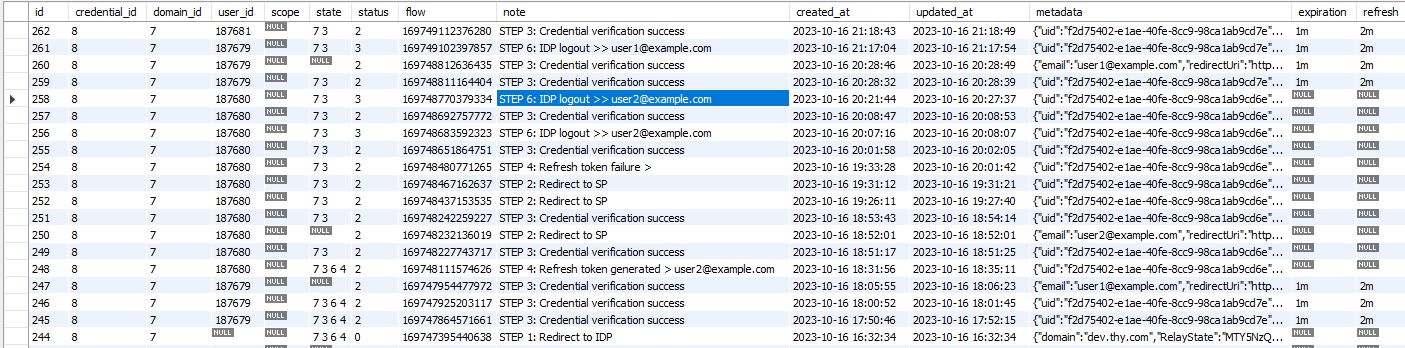 id credential_id domain_id user_id scope state status flow note created_at updated_at metadata expiration refresh
262 8 7 187681 NULL 7 3 2 169749112376280 STEP 3: Credential verification success 2023-10-16 21:18:43 2023-10-16 21:18:49 {"uid":"f2d75402-e1ae-40fe-8cc9-98ca1ab9cd7e"... 1m 2m
261 8 7 187679 NULL 7 3 3 169749102397857 STEP 6: IDP logout >> user1@example.com 2023-10-16 21:17:04 2023-10-16 21:17:54 {"uid":"f2d75402-e1ae-40fe-8cc9-98ca1ab9cd7e"... 1m 2m
260 8 7 187679 NULL NULL 2 169748812636435 STEP 3: Credential verification success 2023-10-16 20:28:46 2023-10-16 20:28:49 {"email":"user1@example.com","redirectUri":"http... 1m 2m
259 8 7 187679 NULL 7 3 2 169748811164404 STEP 3: Credential verification success 2023-10-16 20:28:32 2023-10-16 20:28:39 {"uid":"f2d75402-e1ae-40fe-8cc9-98ca1ab9cd7e"... 1m 2m
258 8 7 187680 NULL 7 3 3 169748770379334 STEP 6: IDP logout >> user2@example.com 2023-10-16 20:21:44 2023-10-16 20:27:37 {"uid":"f2d75402-e1ae-40fe-8cc9-98ca1ab9cd6e"... NULL NULL
257 8 7 187680 NULL 7 3 3 169748692757772 STEP 3: Credential verification success 2023-10-16 20:08:47 2023-10-16 20:08:53 {"uid":"f2d75402-e1ae-40fe-8cc9-98ca1ab9cd6e"... NULL NULL
256 8 7 187680 NULL 7 3 3 169748683592323 STEP 6: IDP logout >> user2@example.com 2023-10-16 20:07:16 2023-10-16 20:08:07 {"uid":"f2d75402-e1ae-40fe-8cc9-98ca1ab9cd6e"... NULL NULL
255 8 7 187680 NULL 7 3 2 169748651864751 STEP 3: Credential verification success 2023-10-16 20:01:58 2023-10-16 20:02:05 {"uid":"f2d75402-e1ae-40fe-8cc9-98ca1ab9cd6e"... NULL NULL
254 8 7 187680 NULL 7 3 2 169748480771265 STEP 4: Refresh token failure > 2023-10-16 19:33:28 2023-10-16 20:01:42 {"uid":"f2d75402-e1ae-40fe-8cc9-98ca1ab9cd6e"... NULL NULL
253 8 7 187680 NULL 7 3 2 169748467162637 STEP 2: Redirect to SP 2023-10-16 19:31:12 2023-10-16 19:31:21 {"uid":"f2d75402-e1ae-40fe-8cc9-98ca1ab9cd6e"... NULL NULL
252 8 7 187680 NULL 7 3 2 169748437153535 STEP 2: Redirect to SP 2023-10-16 19:26:11 2023-10-16 19:27:40 {"uid":"f2d75402-e1ae-40fe-8cc9-98ca1ab9cd6e"... NULL NULL
251 8 7 187680 NULL 7 3 2 169748242259227 STEP 3: Credential verification success 2023-10-16 18:53:43 2023-10-16 18:54:14 {"uid":"f2d75402-e1ae-40fe-8cc9-98ca1ab9cd6e"... NULL NULL
250 8 7 187680 NULL NULL 2 169748232136019 STEP 2: Redirect to SP 2023-10-16 18:52:01 2023-10-16 18:52:01 {"email":"user2@example.com","redirectUri":"http... NULL NULL
249 8 7 187680 NULL 7 3 2 169748227743717 STEP 3: Credential verification success 2023-10-16 18:51:17 2023-10-16 18:51:25 {"uid":"f2d75402-e1ae-40fe-8cc9-98ca1ab9cd6e"... NULL NULL
248 8 7 187680 NULL 7 3 6 4 2 169748111574626 STEP 4: Refresh token generated > user2@example.com 2023-10-16 18:31:56 2023-10-16 18:35:11 {"uid":"f2d75402-e1ae-40fe-8cc9-98ca1ab9cd6e"... NULL NULL
247 8 7 187679 NULL NULL 2 169747954477972 STEP 3: Credential verification success 2023-10-16 18:05:55 2023-10-16 18:06:23 {"email":"user1@example.com","redirectUri":"http... 1m 2m
246 8 7 187679 NULL 7 3 6 4 2 169747925203117 STEP 3: Credential verification success 2023-10-16 18:00:52 2023-10-16 18:01:45 {"uid":"f2d75402-e1ae-40fe-8cc9-98ca1ab9cd7e"... 1m 2m
245 8 7 187679 NULL 7 3 6 4 2 169747864571661 STEP 3: Credential verification success 2023-10-16 17:50:46 2023-10-16 17:52:15 {"uid":"f2d75402-e1ae-40fe-8cc9-98ca1ab9cd7e"... 1m 2m
244 8 7 NULL NULL 7 3 6 4 0 169747395440638 STEP 1: Redirect to IDP 2023-10-16 16:32:34 2023-10-16 16:32:34 {"domain":"dev.thy.com","RelayState":"MTY5NzQ... NULL NULL